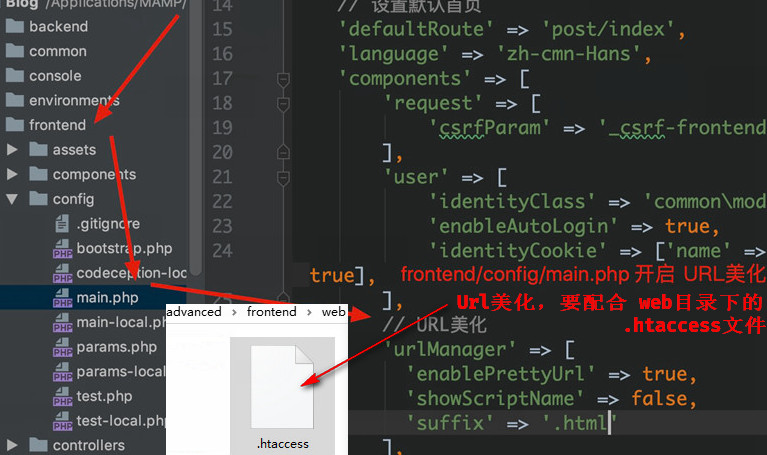 Blog /Applications/MAMP/
backend
common
console
environments
frontend
assets
components
config
.gitignore
bootstrap.php
codeception-loc
main.php
main-local.ph
params.php
params-local
test.php
test-local.php
controllers
14 // 设置默认首页
15 'defaultRoute' => 'post/index',
16 'language' => 'zh-cmn-Hans',
17 'components' => [
18 'request' => [
19 'csrfParam' => '_csrf-frontend
20 ],
21 'user' => [
22 'identityClass' => 'common\mod
23 'enableAutoLogin' => true,
24 'identityCookie' => ['name' =>
true],
frontend/config/main.php 开启 URL美化
],
Url美化，要配合 web目录下的
.htaccess文件
// URL美化
'urlManager' => [
'enablePrettyUrl' => true,
'showScriptName' => false,
'suffix' => '.html'
],
advanced › frontend › web
.htaccess